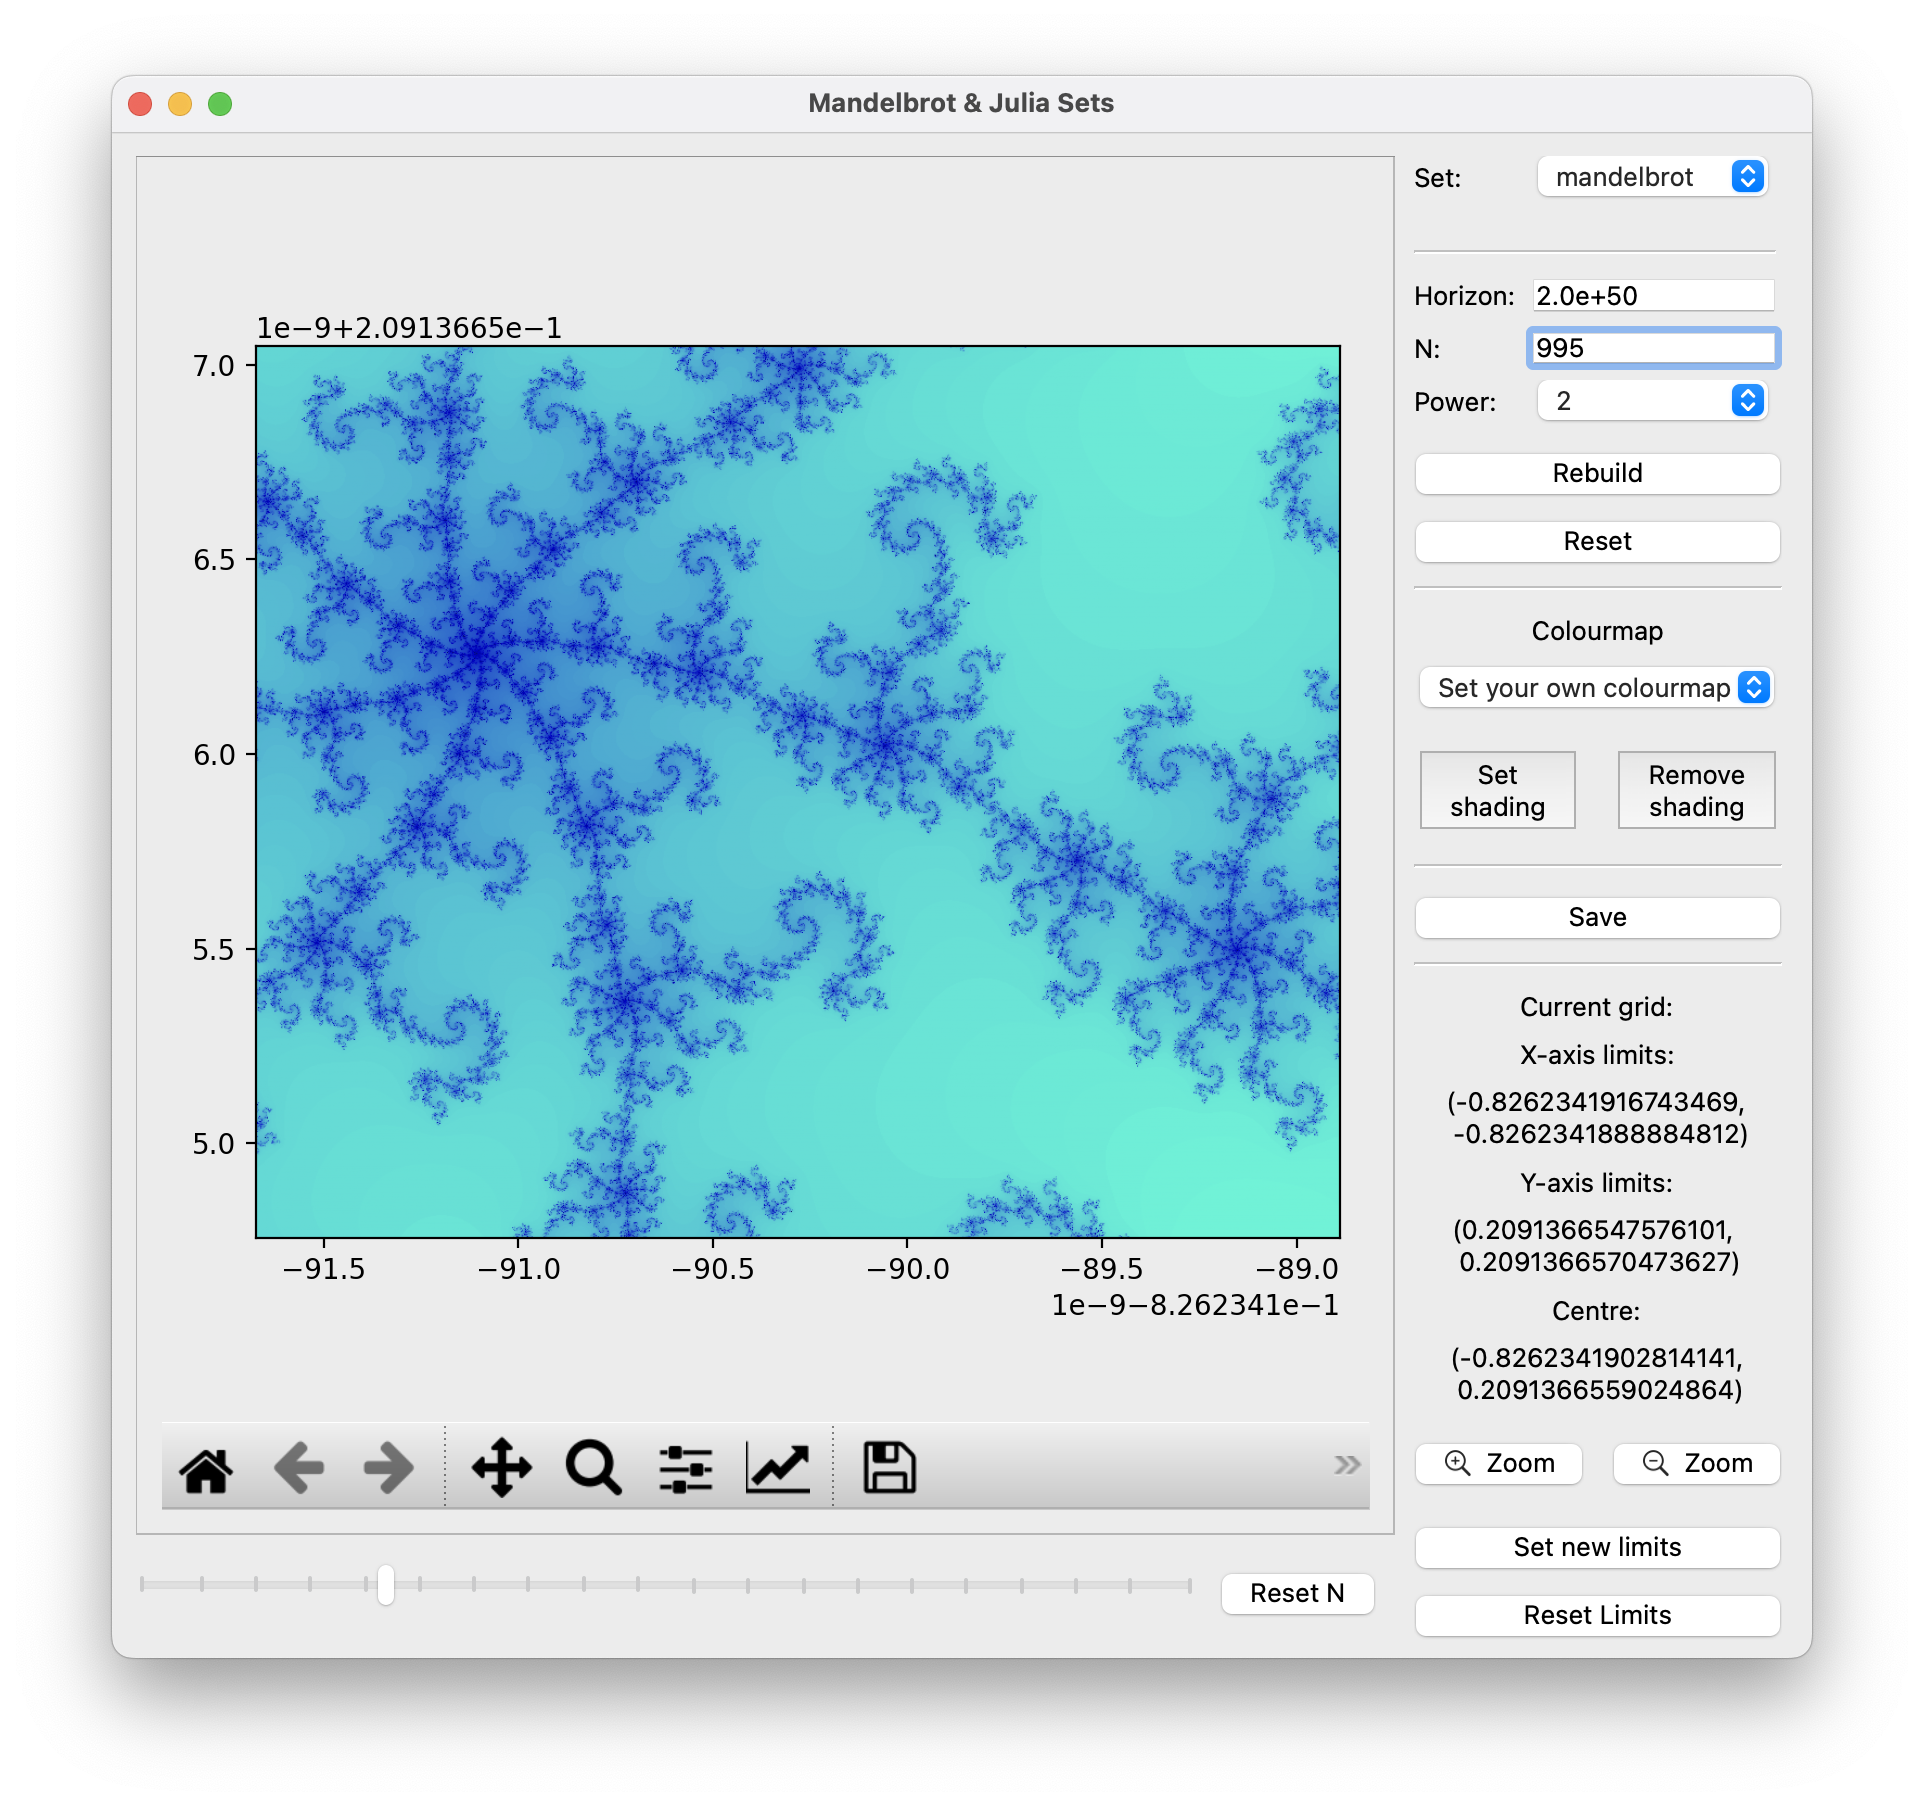 Mandelbrot & Julia Sets
Set:
mandelbrot
Horizon:
2.0e+50
N:
995
Power:
2
Rebuild
Reset
Colourmap
Set your own colourmap
Set
shading
Remove
shading
Save
Current grid:
X-axis limits:
(-0.8262341916743469,
-0.8262341888884812)
Y-axis limits:
(0.2091366547576101,
0.2091366570473627)
Centre:
(-0.8262341902814141,
0.2091366559024864)
Zoom
Zoom
Set new limits
Reset Limits
1e−9+2.0913665e−1
7.0
6.5
6.0
5.5
5.0
−91.5
−91.0
−90.5
−90.0
−89.5
−89.0
1e−9−8.262341e−1
»
Reset N